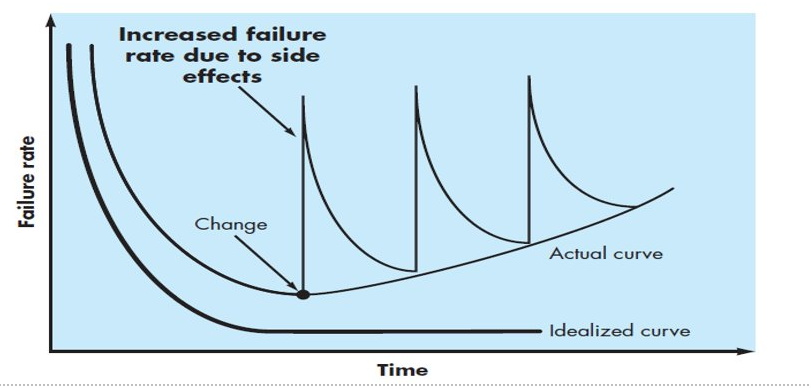 Increased failure
rate due to side
effects
Failure rate
Change
Actual curve
Idealized curve
Time